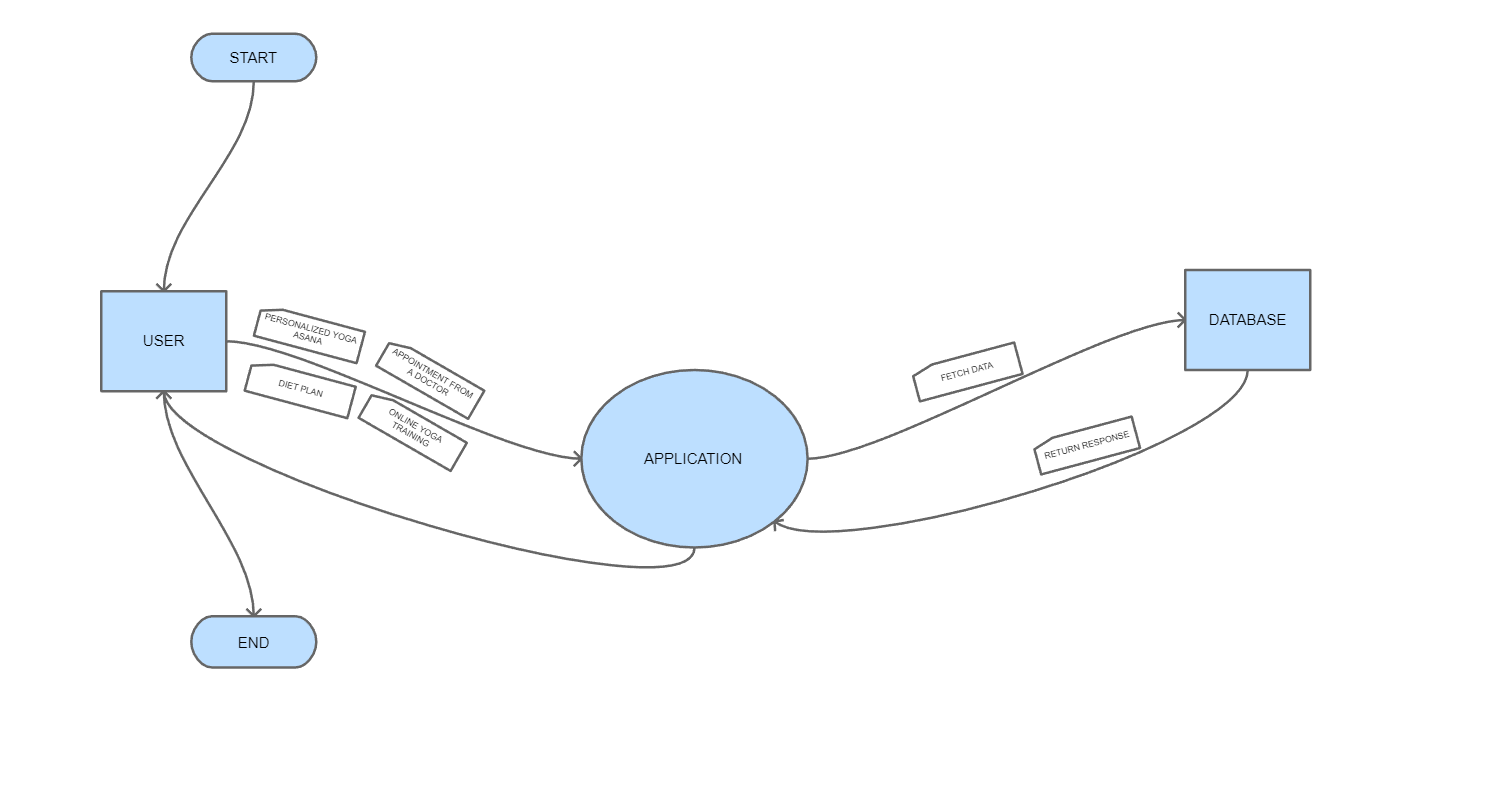 START
USER
PERSONALIZED YOGA
ASANA
APPOINTMENT FROM
A DOCTOR
DIET PLAN
ONLINE YOGA
TRAINING
APPLICATION
FETCH DATA
RETURN RESPONSE
DATABASE
END